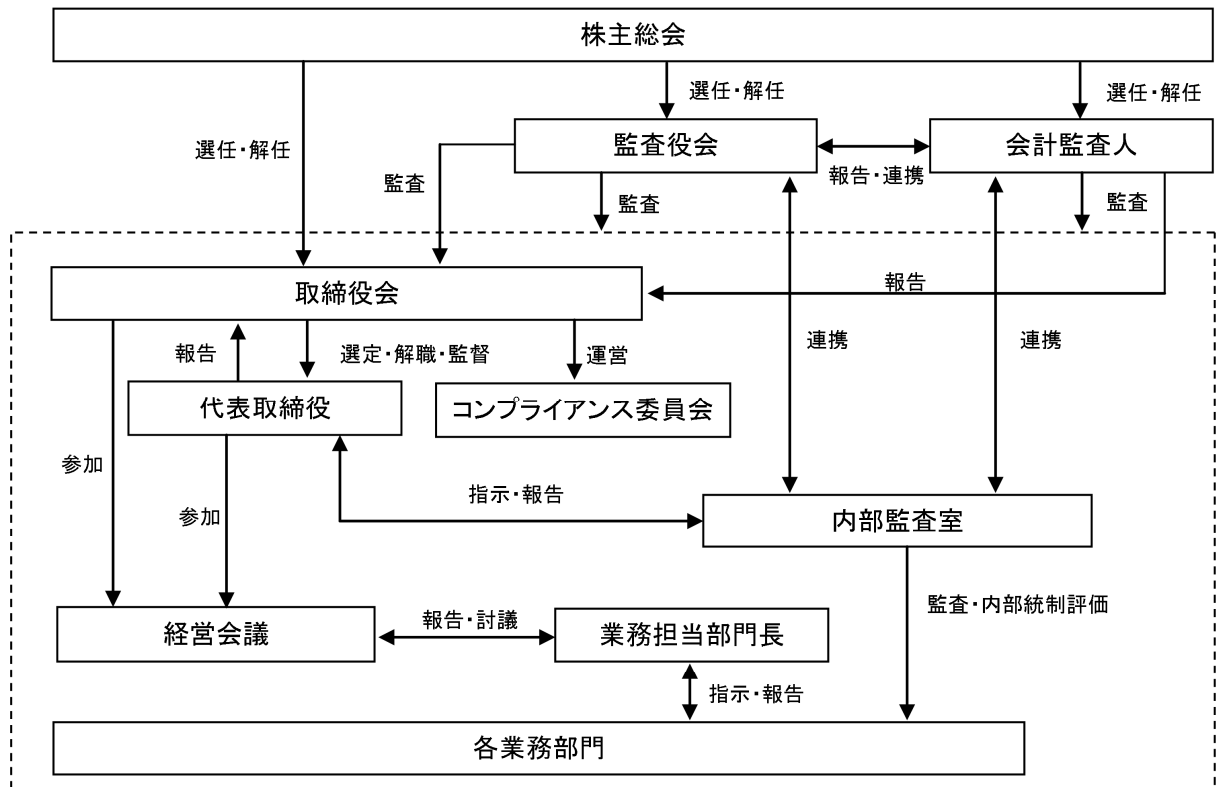 株主総会
選任・解任
選任・解任
選任・解任
監査役会
会計監査人
報告・連携
監査
監査
監査
取締役会
報告
報告
選定・解職・監督
運営
連携
連携
代表取締役
コンプライアンス委員会
参加
参加
指示・報告
内部監査室
監査・内部統制評価
経営会議
報告・討議
業務担当部門長
指示・報告
各業務部門